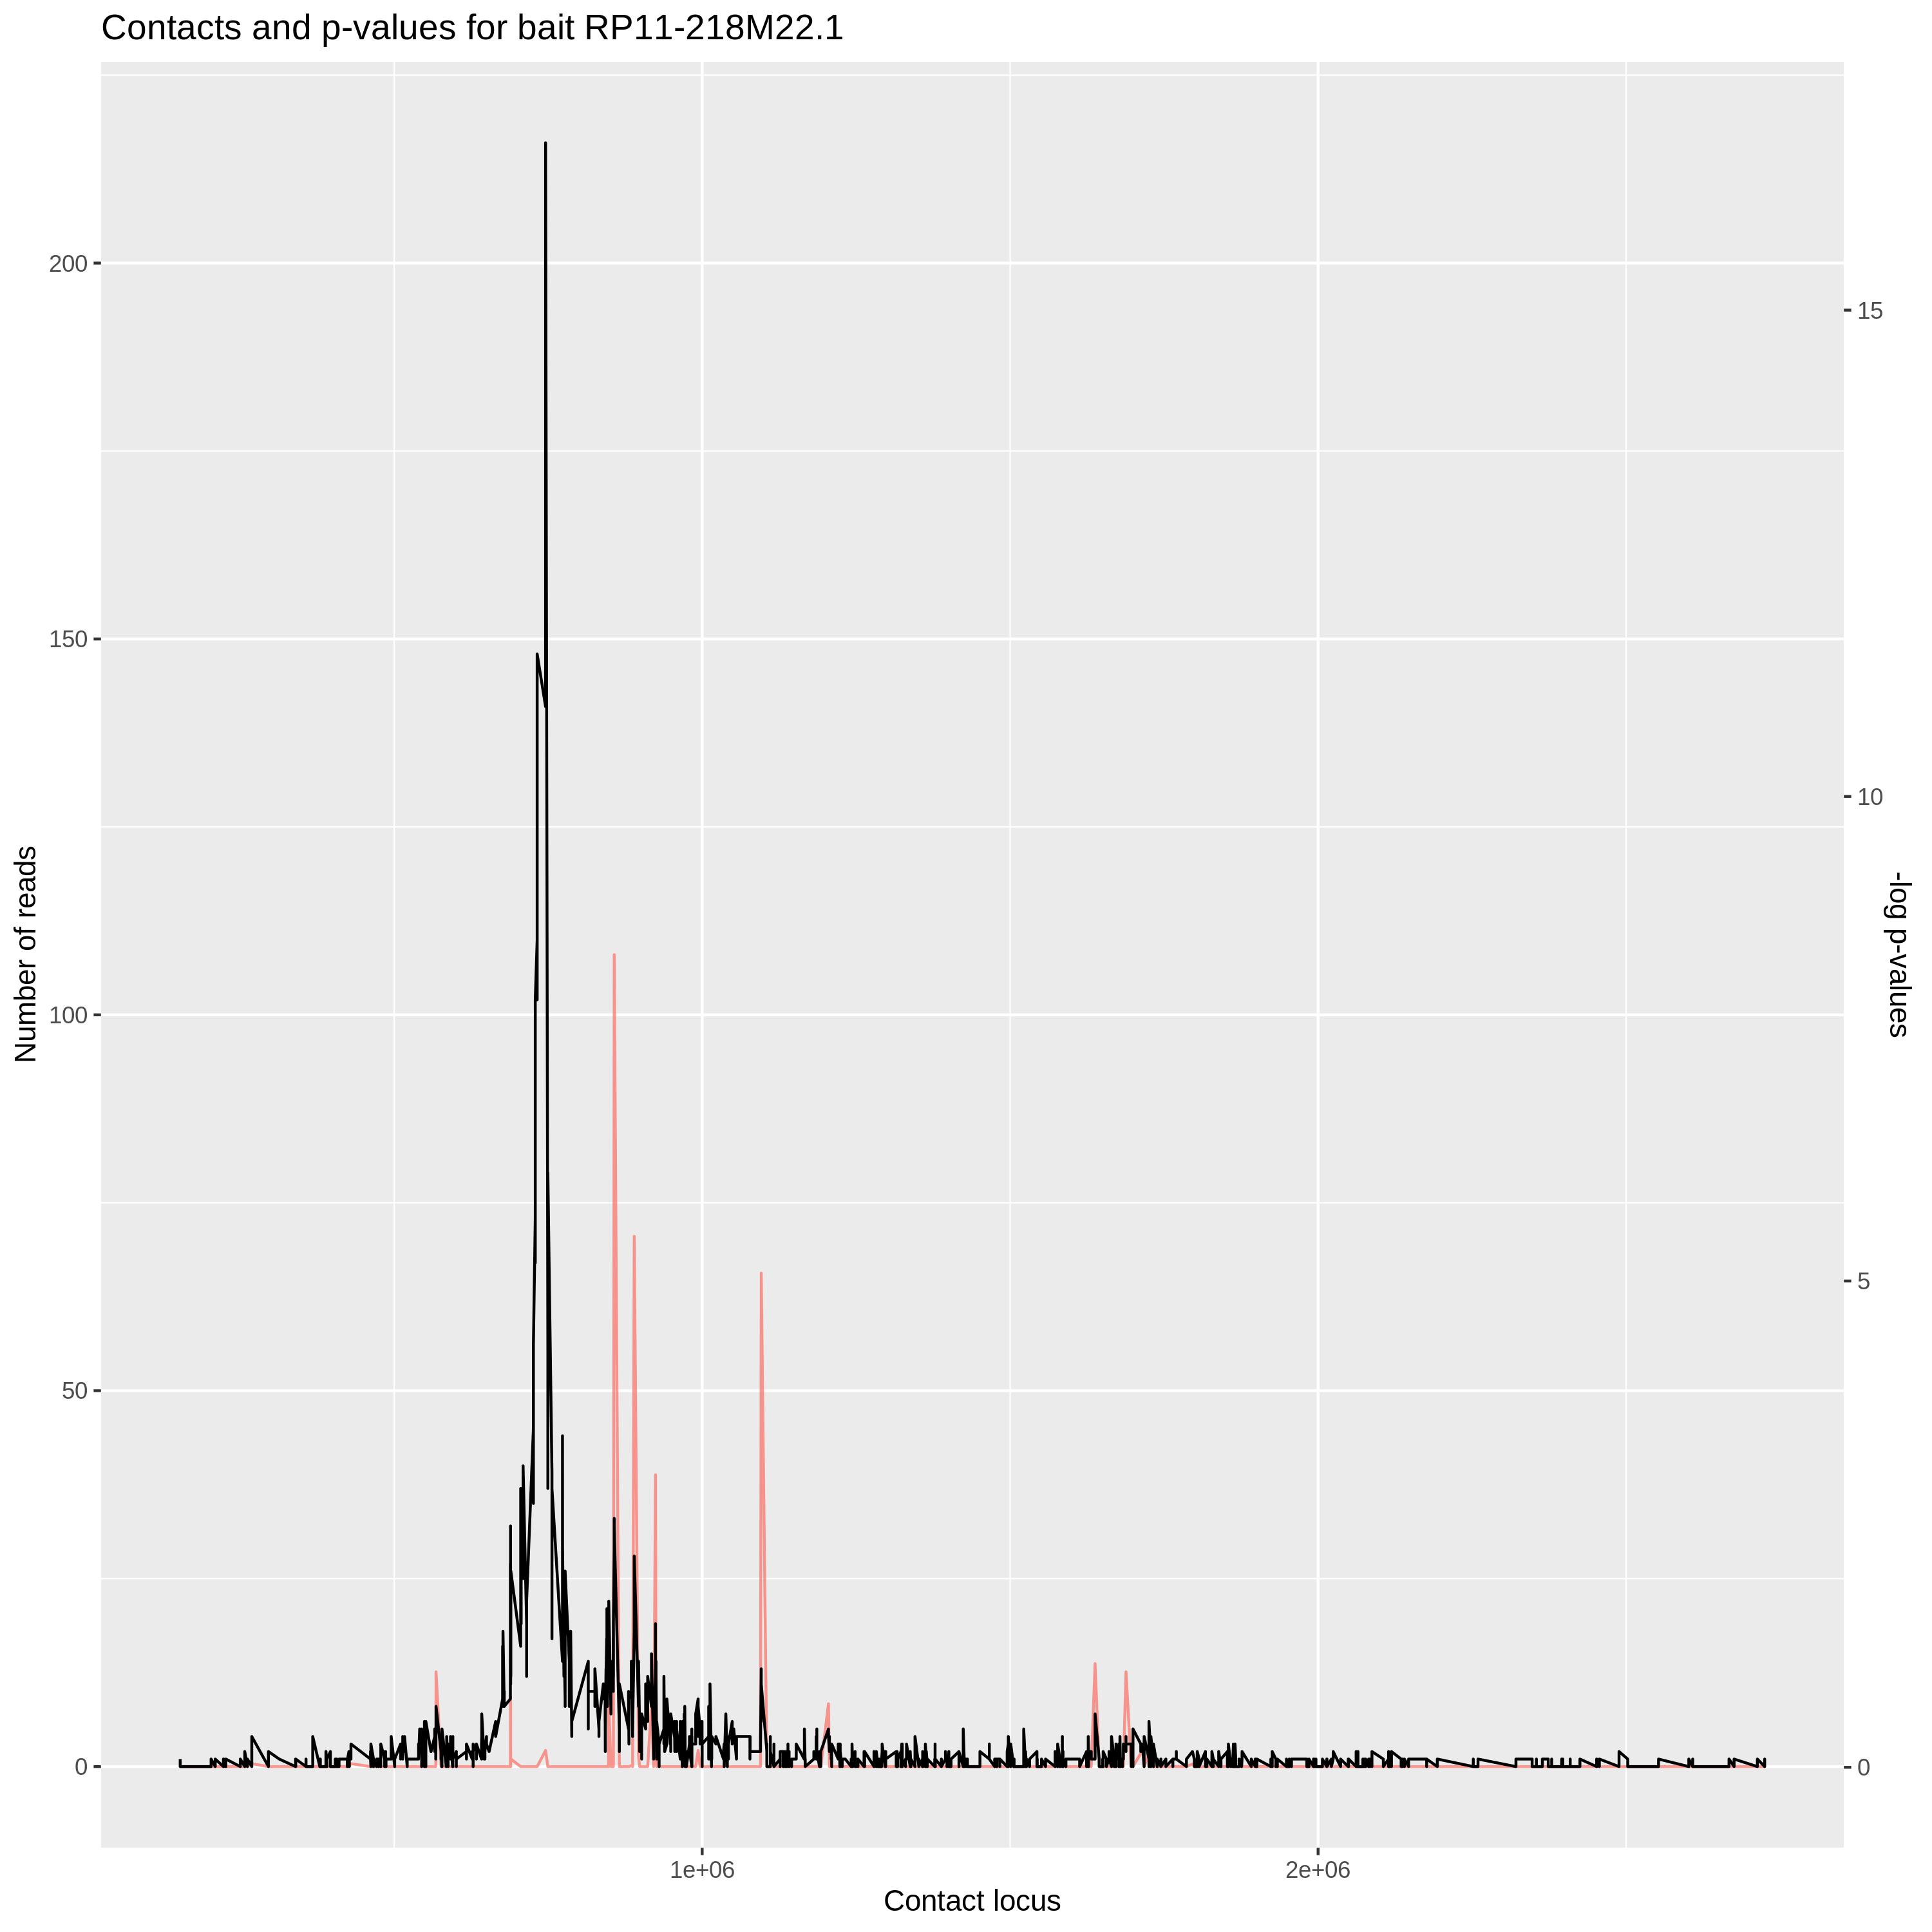 Contacts and p-values for bait RP11-218M22.1
200
150
100
50
0
Number of reads
15
10
5
0
-log p-values
1e+06
2e+06
Contact locus